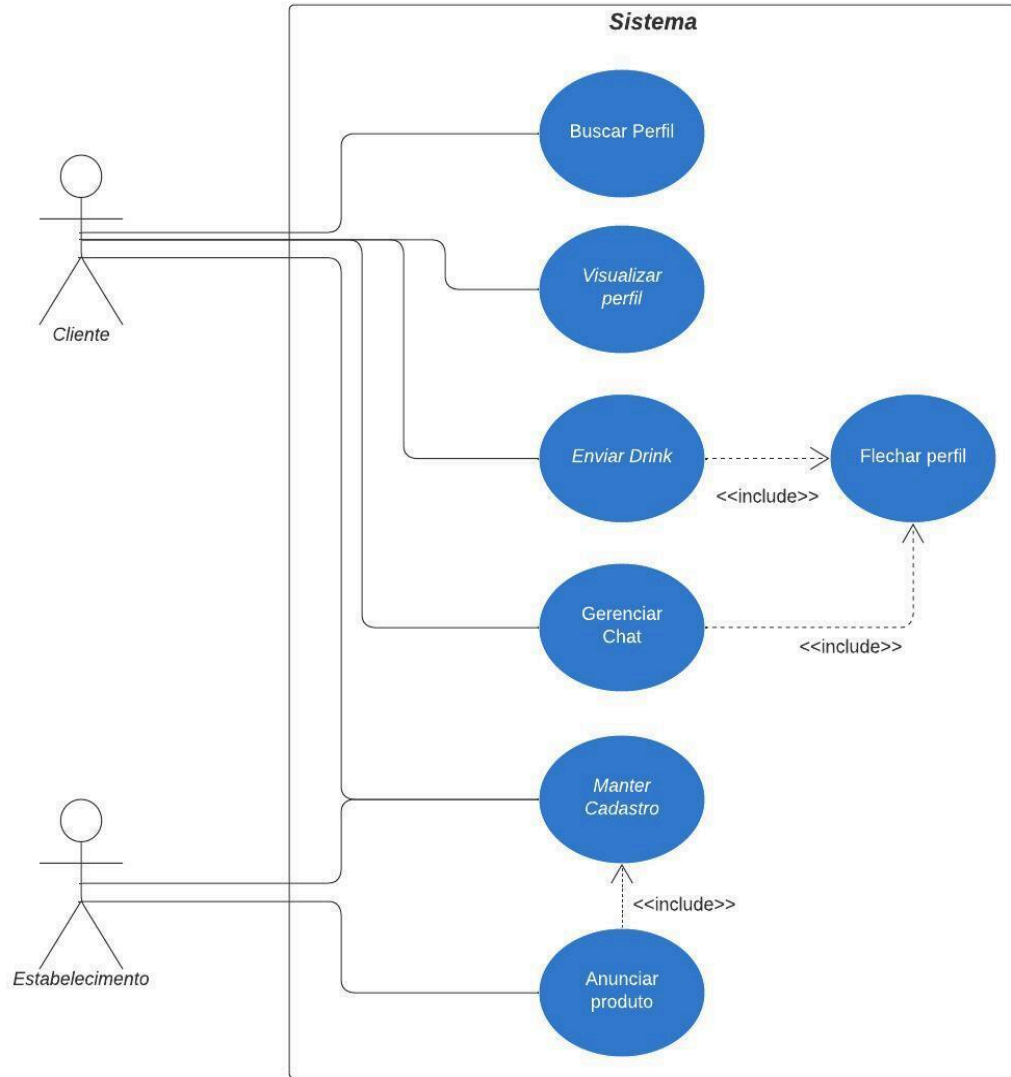 Sistema
Buscar Perfil
Visualizar
perfil
Cliente
Enviar Drink
<<include>>
Flechar perfil
Gerenciar
Chat
<<include>>
Manter
Cadastro
<<include>>
Estabelecimento
Anunciar
produto